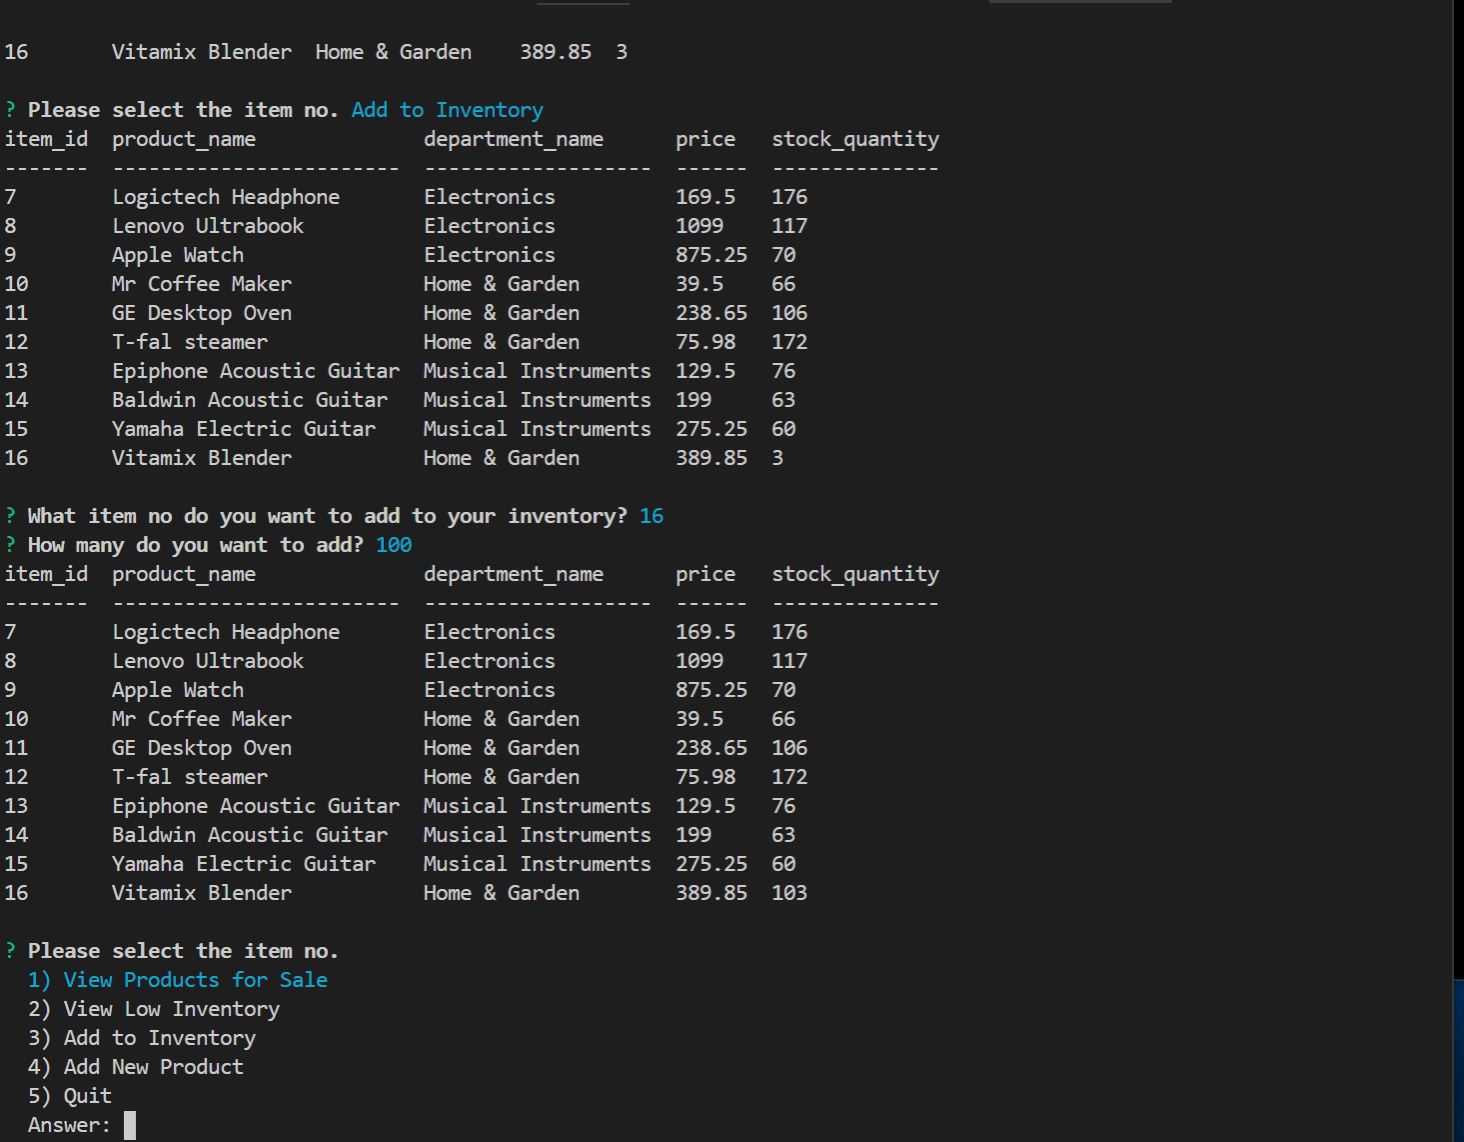 16       Vitamix Blender  Home & Garden    389.85  3
? Please select the item no. Add to Inventory
item_id  product_name              department_name      price   stock_quantity
-------  ------------------------  -------------------  ------  --------------
7        Logictech Headphone       Electronics          169.5   176
8        Lenovo Ultrabook          Electronics          1099    117
9        Apple Watch               Electronics          875.25  70
10       Mr Coffee Maker           Home & Garden        39.5    66
11       GE Desktop Oven           Home & Garden        238.65  106
12       T-fal steamer             Home & Garden        75.98   172
13       Epiphone Acoustic Guitar  Musical Instruments  129.5   76
14       Baldwin Acoustic Guitar   Musical Instruments  199     63
15       Yamaha Electric Guitar    Musical Instruments  275.25  60
16       Vitamix Blender           Home & Garden        389.85  3
? What item no do you want to add to your inventory? 16
? How many do you want to add? 100
item_id  product_name              department_name      price   stock_quantity
-------  ------------------------  -------------------  ------  --------------
7        Logictech Headphone       Electronics          169.5   176
8        Lenovo Ultrabook          Electronics          1099    117
9        Apple Watch               Electronics          875.25  70
10       Mr Coffee Maker           Home & Garden        39.5    66
11       GE Desktop Oven           Home & Garden        238.65  106
12       T-fal steamer             Home & Garden        75.98   172
13       Epiphone Acoustic Guitar  Musical Instruments  129.5   76
14       Baldwin Acoustic Guitar   Musical Instruments  199     63
15       Yamaha Electric Guitar    Musical Instruments  275.25  60
16       Vitamix Blender           Home & Garden        389.85  103
? Please select the item no.
  1) View Products for Sale
  2) View Low Inventory
  3) Add to Inventory
  4) Add New Product
  5) Quit
  Answer: